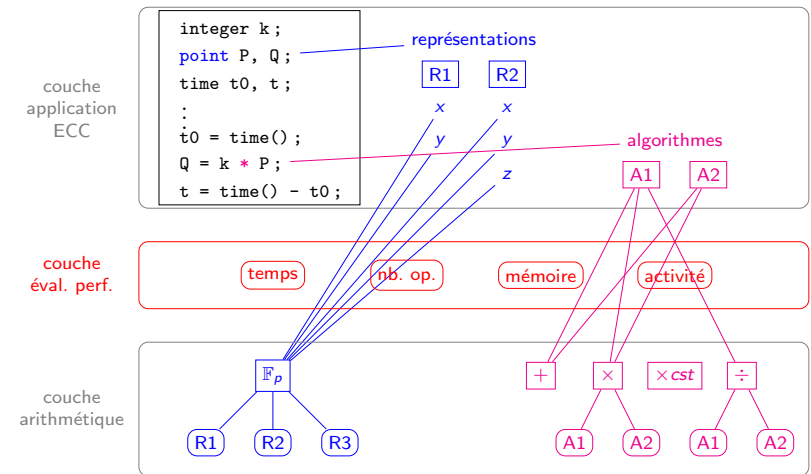 integer k ;
point P, Q ;
time t0, t ;
⋮
t0 = time();
Q = k * P ;
t = time() - t0 ;
couche
application
ECC
représentations
R1 R2
x x
y y
z
algorithmes
A1 A2
couche
éval. perf.
temps nb. op. mémoire activité
couche
arithmétique
𝔽p + × ×cst ÷
R1 R2 R3 A1 A2 A1 A2